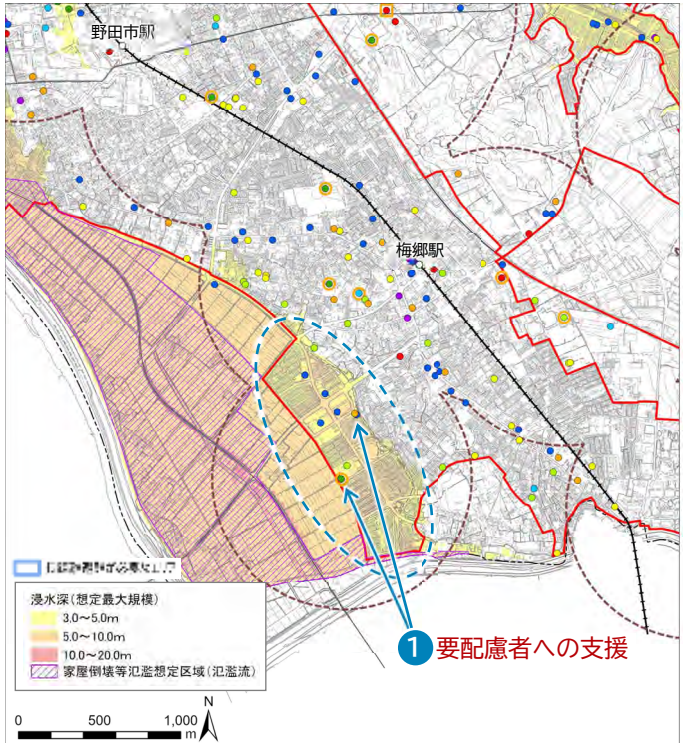 野田市駅
梅郷駅
1 要配慮者への支援
浸水深(想定最大規模)
3.0～5.0m
5.0～10.0m
10.0～20.0m
家屋倒壊等氾濫想定区域(氾濫流)
0 500 1,000 m
N